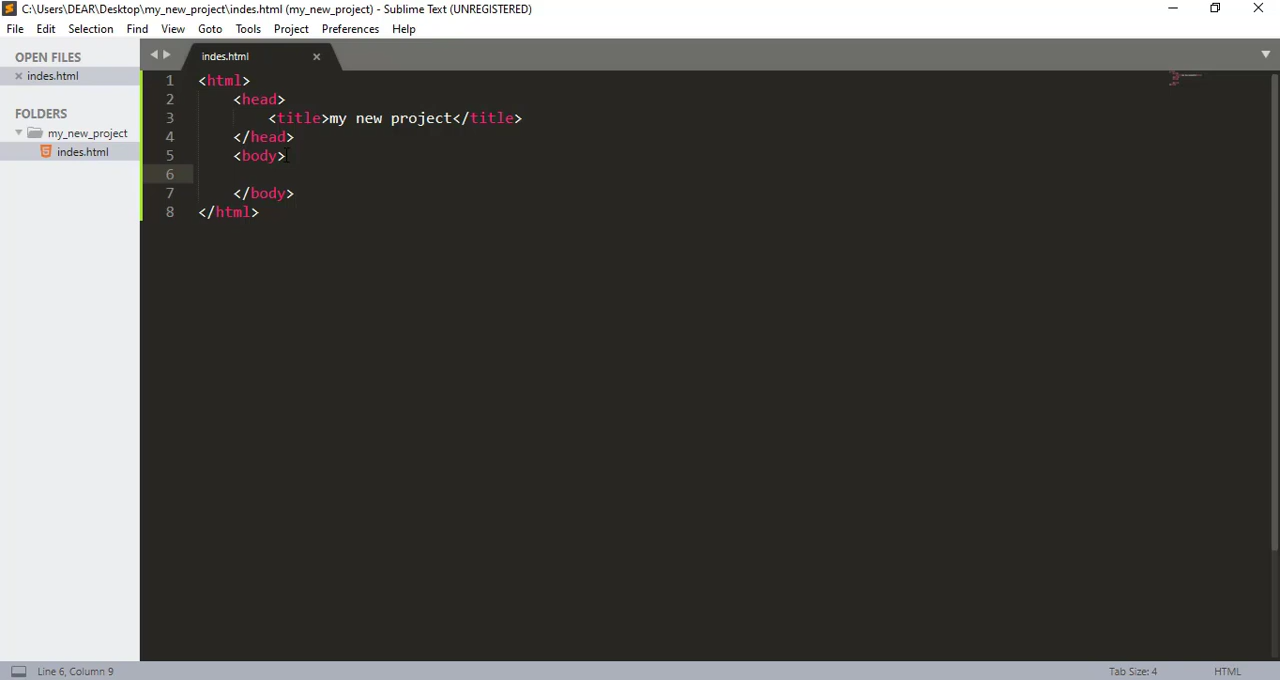 C:\Users\DEAR\Desktop\my_new_project\indes.html (my_new_project) - Sublime Text (UNREGISTERED)
File Edit Selection View Find Goto Tools Project Preferences Help
OPEN FILES
indes.html
FOLDERS
my_new_project
indes.html
indes.html
1 <html>
2 <head>
3 <title>my new project</title>
4 </head>
5 <body>
6
7 </body>
8 </html>
Line 6, Column 9
Tab Size: 4
HTML